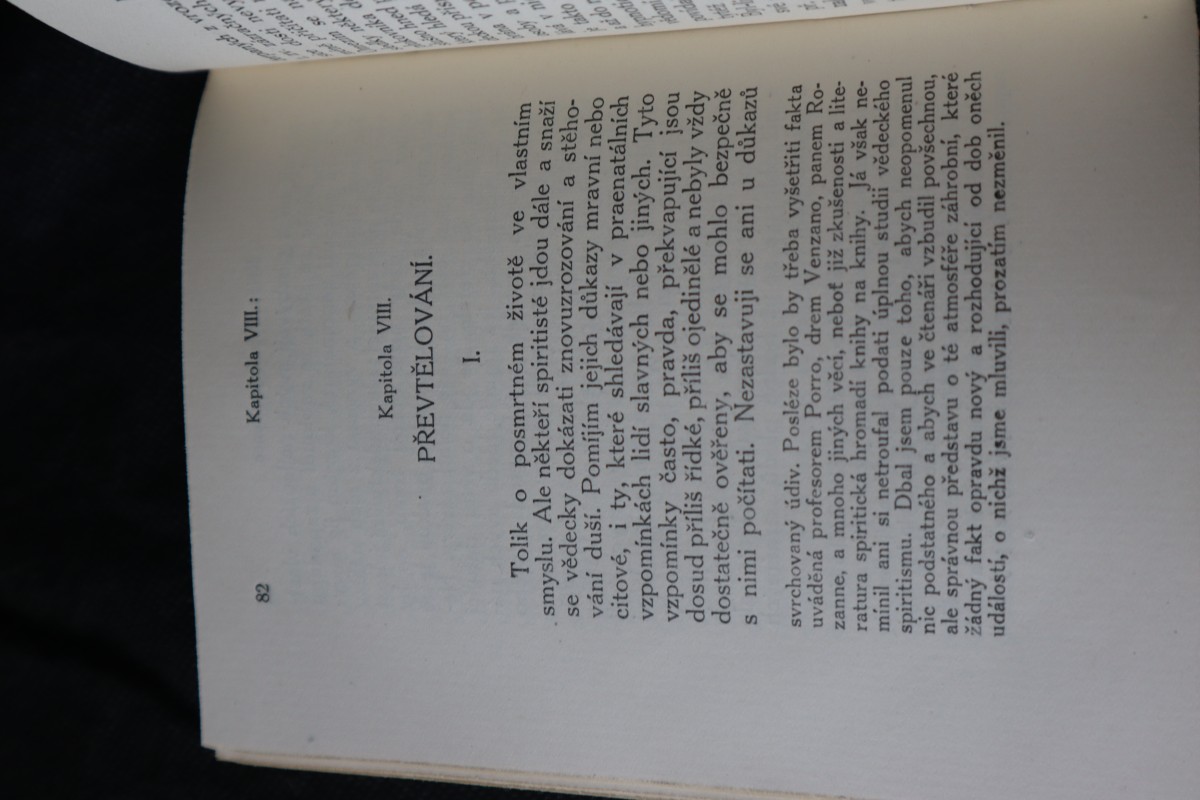 82
Kapitola VIII.:
Kapitola VIII.
PŘEVTĚLOVÁNÍ.
I.
Tolik o posmrtném životě ve vlastním
smyslu. Ale někteří spiritisté jdou dále a snaží
se vědecky dokázati znovuzrozování a stěho-
vání duší. Pomíjím jejich důkazy mravní nebo
citové, i ty, které shledávají v praenatálních
vzpomínkách lidí slavných nebo jiných. Tyto
vzpomínky často, pravda, překvapující jsou
dosud příliš řídké, příliš ojedinělé a nebyly vždy
dostatečně ověřeny, aby se mohlo bezpečně
s nimi počítati. Nezastavuji se ani u důkazů
svrchovaný údiv. Posléze bylo by třeba vyšetřiti fakta
uváděná profesorem Porro, drem Venzano, panem Ro-
zanne, a mnoho jiných věcí, neboť již zkušenosti a lite-
ratura spiritická hromadí knihy na knihy. Já však ne-
mínil ani si netroufal podati úplnou studii vědeckého
spiritismu. Dbal jsem pouze toho, abych neopomenul
nic podstatného a abych ve čtenáři vzbudil povšechnou,
ale správnou představu o té atmosféře záhrobní, které
žádný fakt opravdu nový a rozhodující od dob oněch
událostí, o nichž jsme mluvili, prozatím nezměnil.